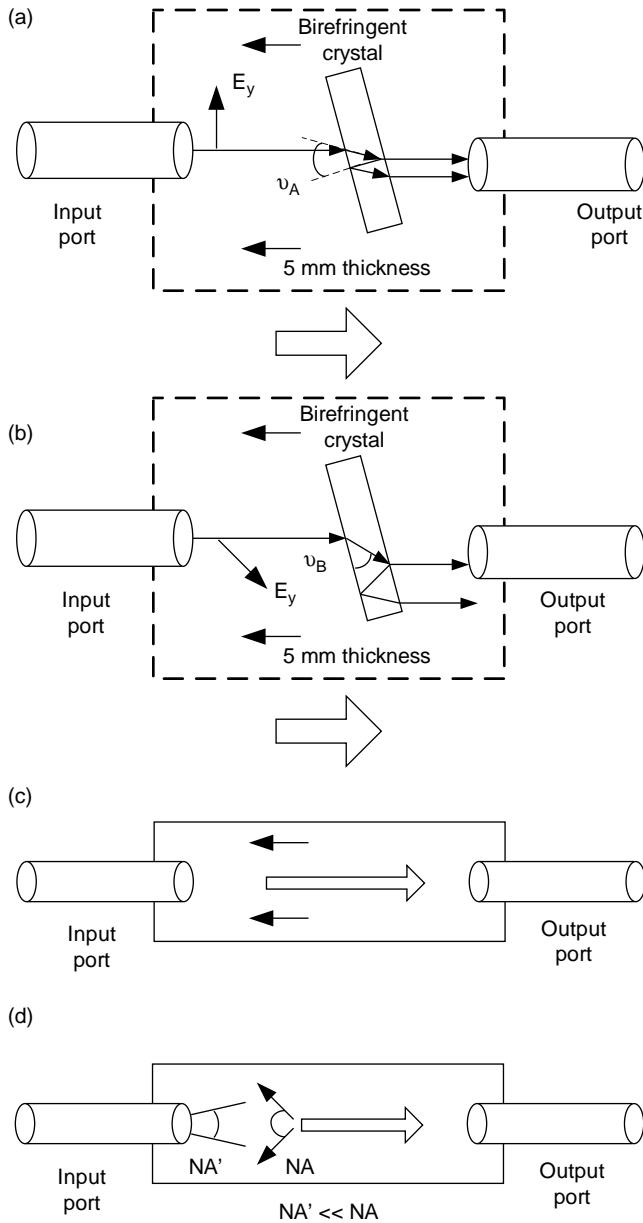 (a)
Birefringent
crystal
E_y
υ_A
Input
port
Output
port
5 mm thickness
(b)
Birefringent
crystal
υ_B
E_y
Input
port
Output
port
5 mm thickness
(c)
Input
port
Output
port
(d)
Input
port
NA'
NA
Output
port
NA' << NA